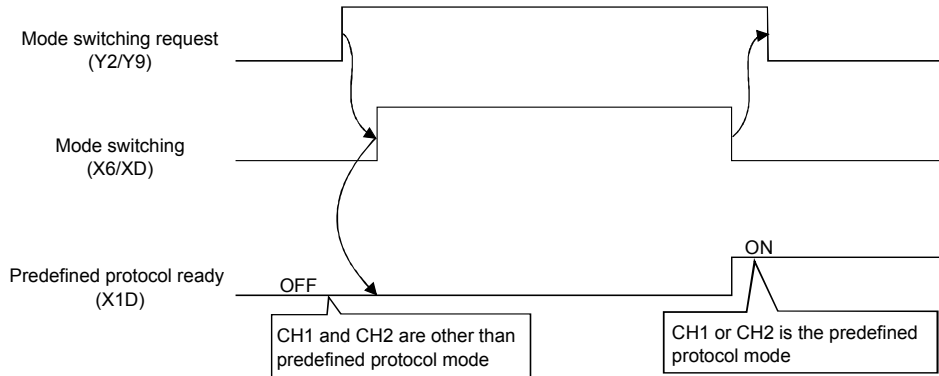 Mode switching request
(Y2/Y9)
Mode switching
(X6/XD)
Predefined protocol ready
(X1D)
OFF
ON
CH1 and CH2 are other than
predefined protocol mode
CH1 or CH2 is the predefined
protocol mode